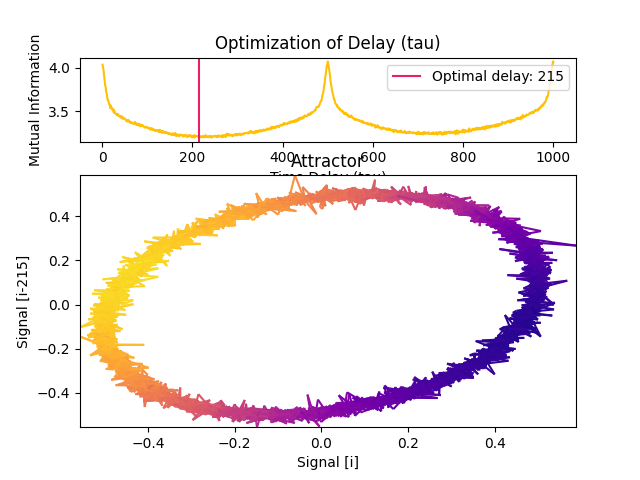 Optimization of Delay (tau)
Mutual Information
4.0
3.5
Optimal delay: 215
0
200
400
600
800
1000
Time Delay (tau)
Attractor
Signal [i-215]
0.4
0.2
0.0
−0.2
−0.4
−0.4
−0.2
0.0
0.2
0.4
Signal [i]